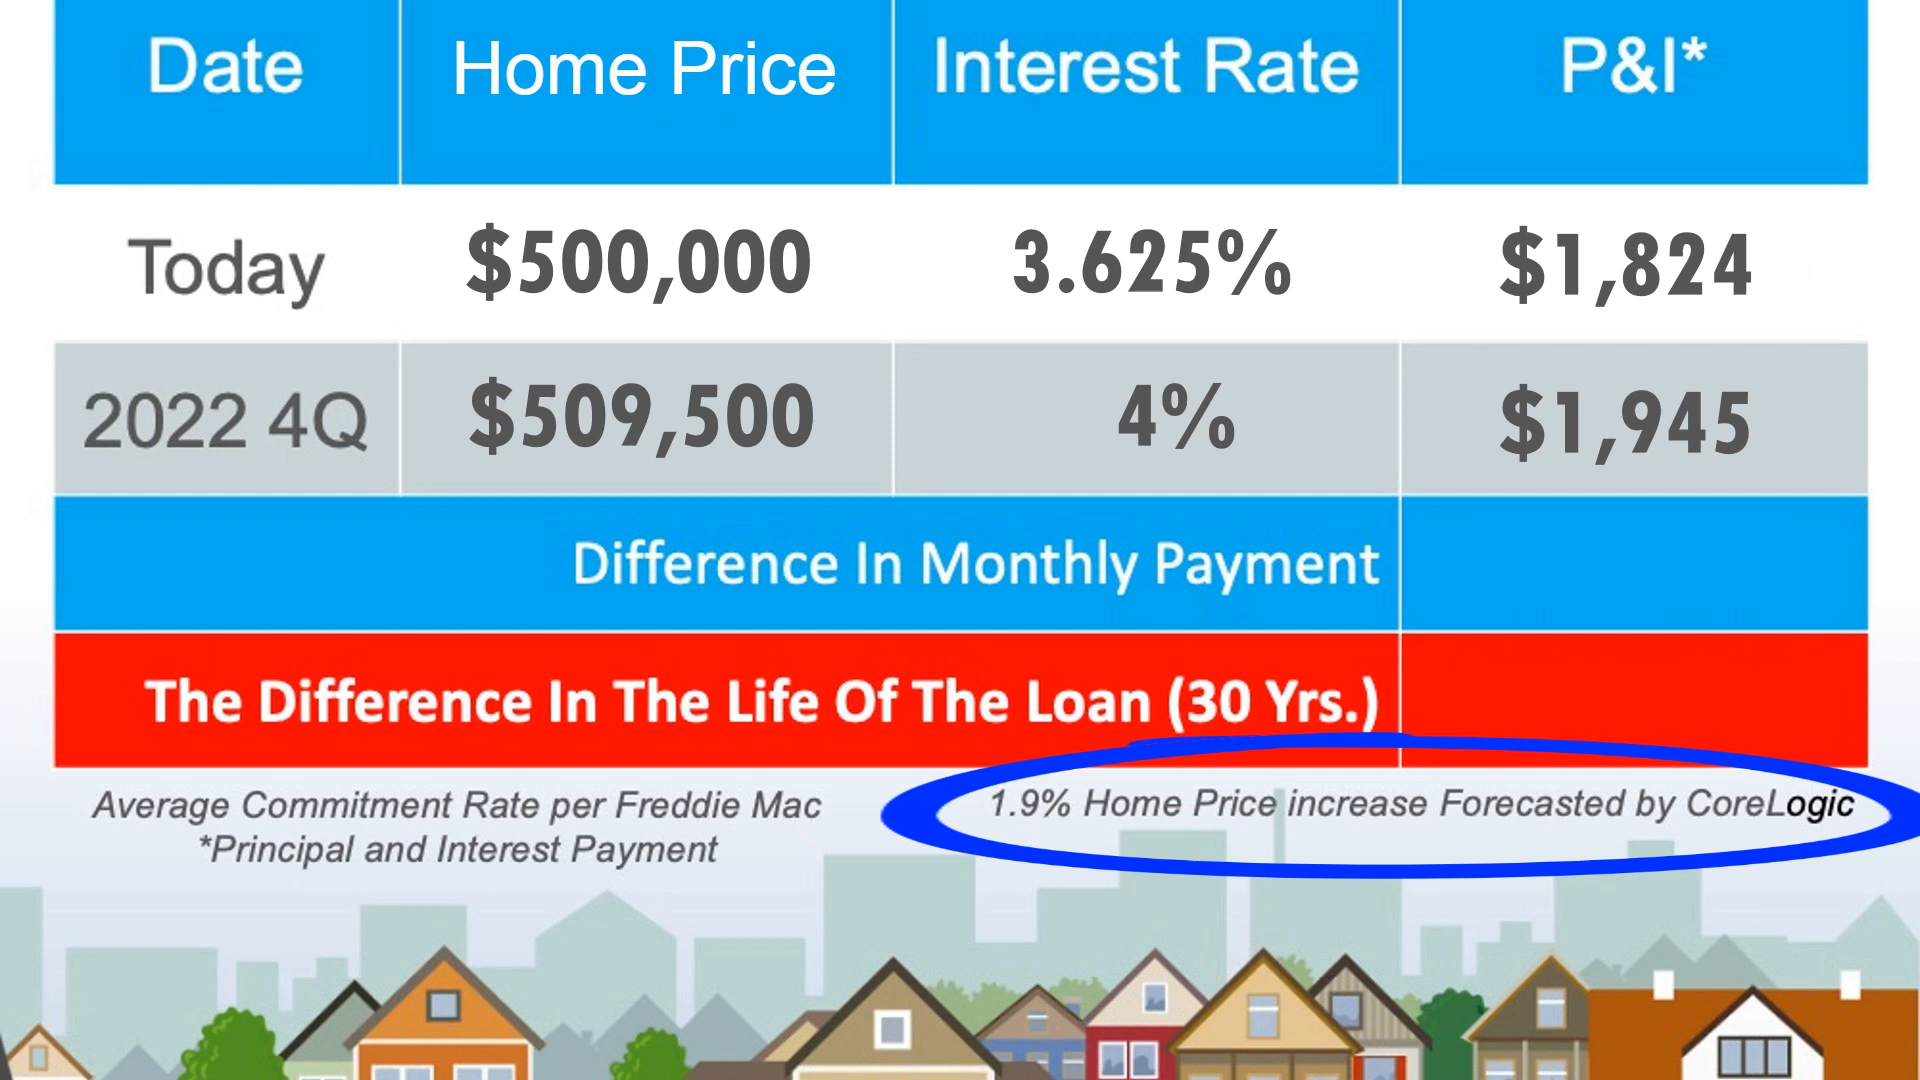 Date Home Price Interest Rate P&I*
Today $500,000 3.625% $1,824
2022 4Q $509,500 4% $1,945
Difference In Monthly Payment
The Difference In The Life Of The Loan (30 Yrs.)
Average Commitment Rate per Freddie Mac 1.9% Home Price increase Forecasted by CoreLogic
*Principal and Interest Payment